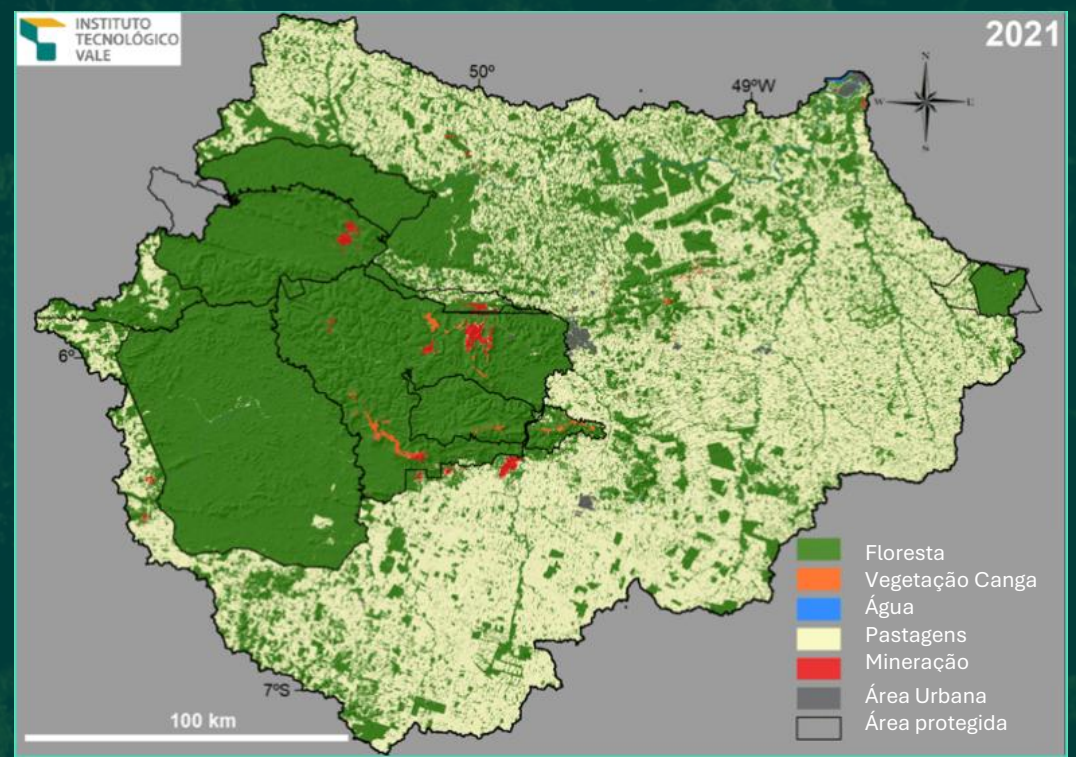 INSTITUTO
TECNOLÓGICO
VALE
2021
50º
49ºW
N
W
E
S
6º
7ºS
100 km
Floresta
Vegetação Canga
Água
Pastagens
Mineração
Área Urbana
Área protegida